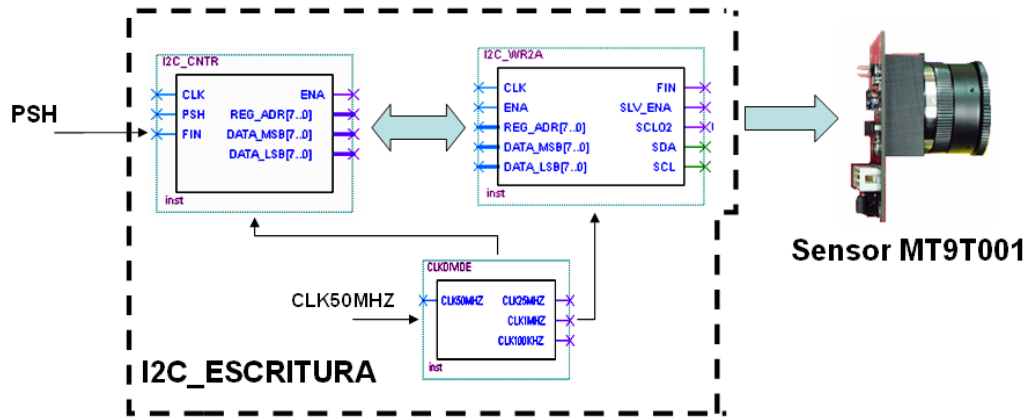 I2C_CNTR
CLK
PSH
FIN
ENA
REG_ADR[7..0]
DATA_MSB[7..0]
DATA_LSB[7..0]
inst
I2C_WR2A
CLK
ENA
REG_ADR[7..0]
DATA_MSB[7..0]
DATA_LSB[7..0]
FIN
SLV_ENA
SCLO2
SDA
SCL
inst
PSH
Sensor MT9T001
CLKDIVIDE
CLK50MHZ
CLK25MHZ
CLK1MHZ
CLK100KHZ
inst
CLK50MHZ
I2C_ESCRITURA